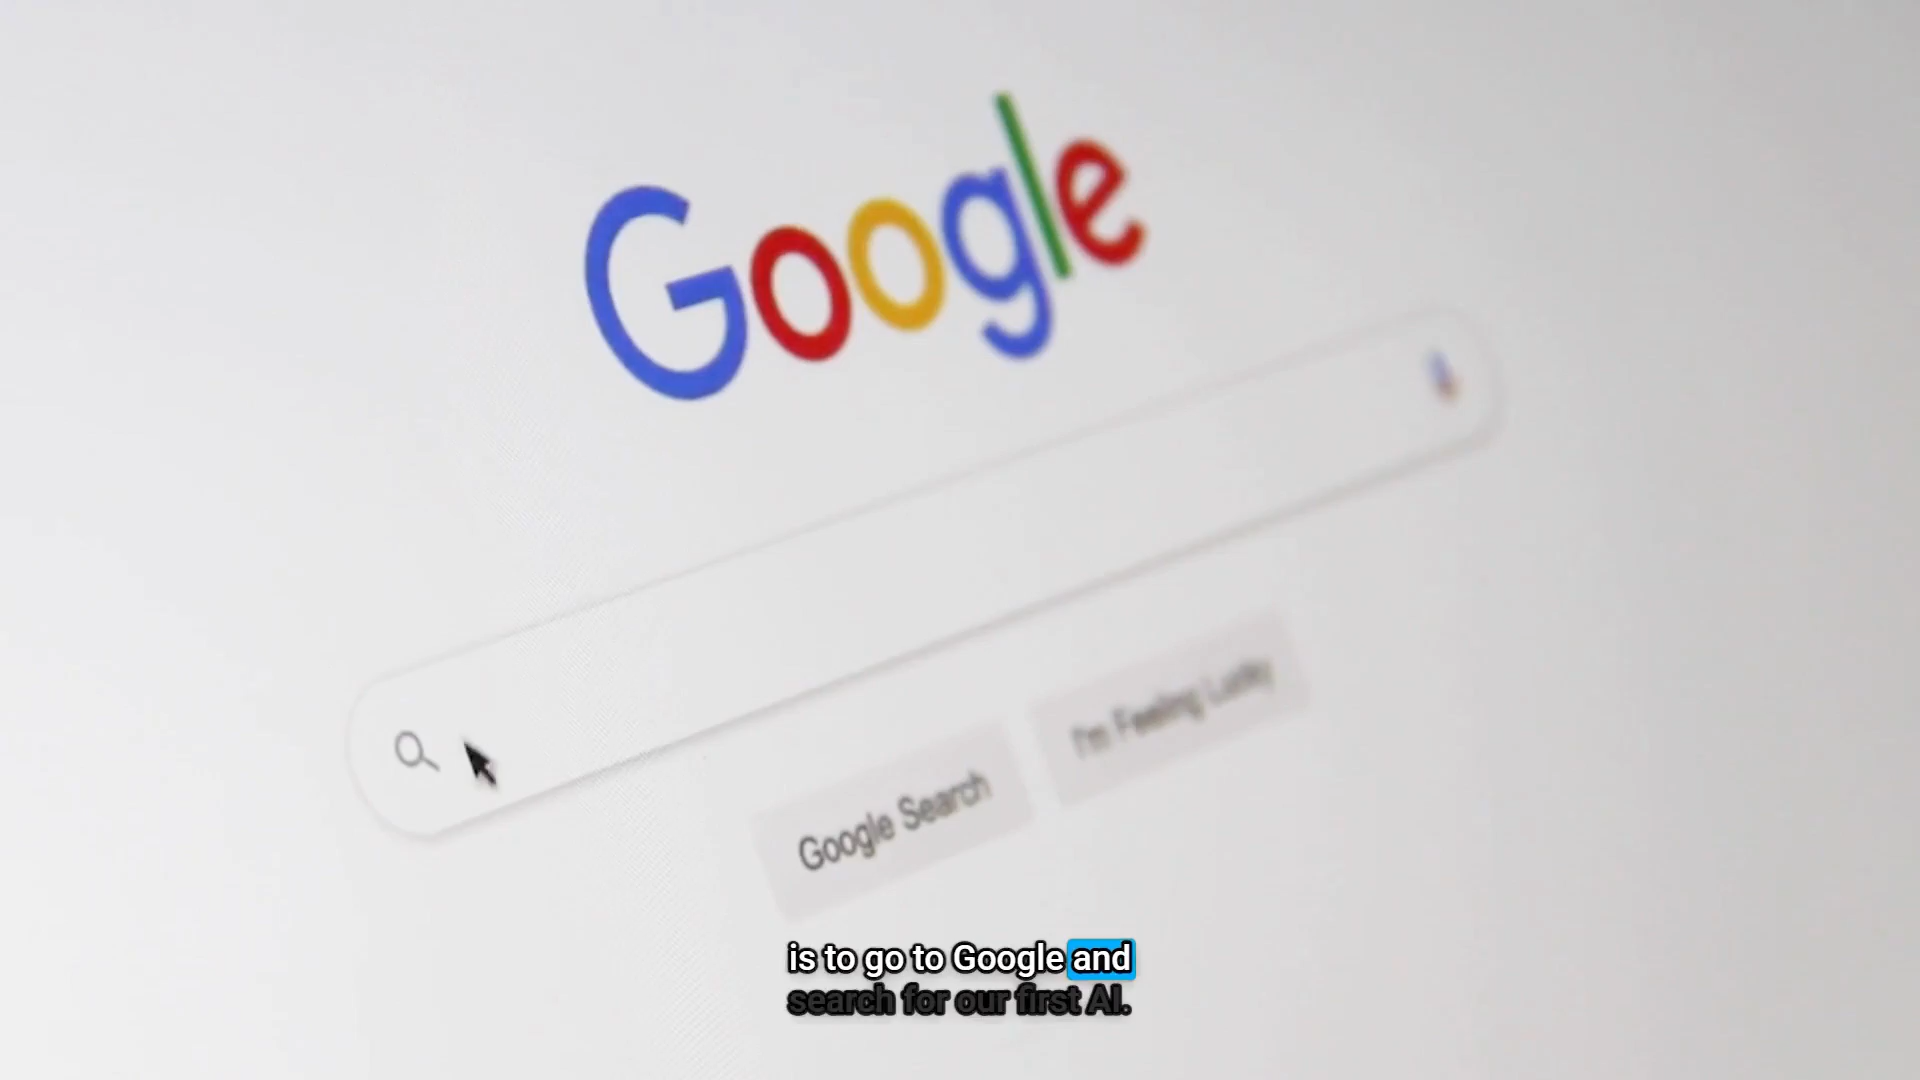 Google
Google Search
I'm Feeling Lucky
is to go to Google and
search for our first AI.